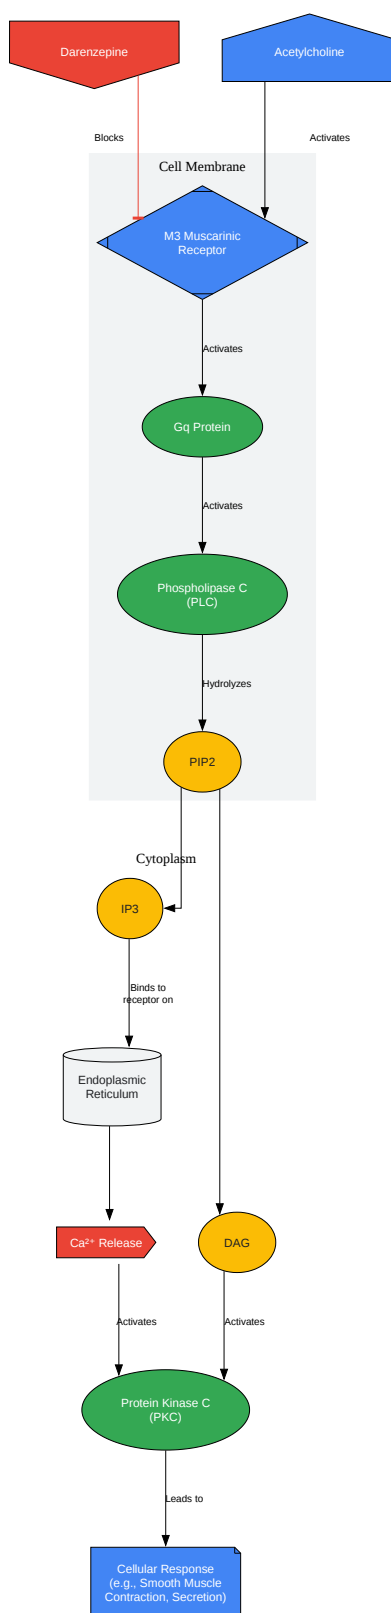 Darenzepine
Acetylcholine
Blocks
Activates
Cell Membrane
M3 Muscarinic
Receptor
Activates
Gq Protein
Activates
Phospholipase C
(PLC)
Hydrolyzes
PIP2
Cytoplasm
IP3
Binds to
receptor on
Endoplasmic
Reticulum
Ca²⁺ Release
DAG
Activates
Activates
Protein Kinase C
(PKC)
Leads to
Cellular Response
(e.g., Smooth Muscle
Contraction, Secretion)